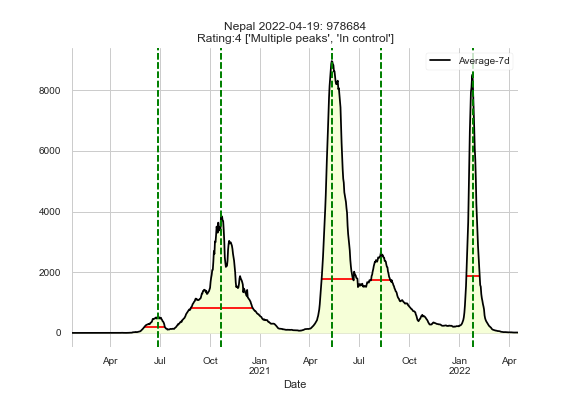 Nepal 2022-04-19: 978684
Rating:4 ['Multiple peaks', 'In control']
Average-7d
8000
6000
4000
2000
0
Apr Jul Oct Jan Apr Jul Oct Jan Apr
2021 2022
Date